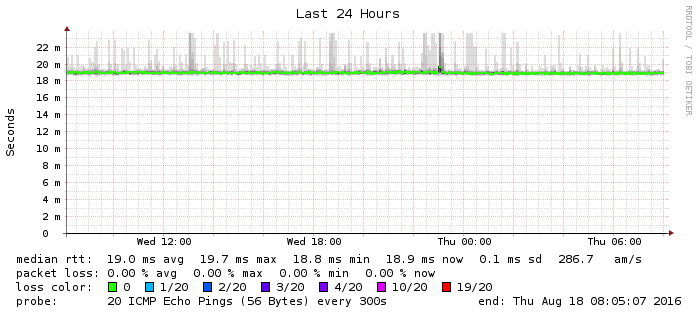 Last 24 Hours
RRDTOOL / TOBI OETIKER
Seconds
22 m
20 m
18 m
16 m
14 m
12 m
10 m
8 m
6 m
4 m
2 m
0
Wed 12:00 Wed 18:00 Thu 00:00 Thu 06:00
median rtt: 19.0 ms avg 19.7 ms max 18.8 ms min 18.9 ms now 0.1 ms sd 286.7 am/s
packet loss: 0.00 % avg 0.00 % max 0.00 % min 0.00 % now
loss color: 0 1/20 2/20 3/20 4/20 10/20 19/20
probe: 20 ICMP Echo Pings (56 Bytes) every 300s end: Thu Aug 18 08:05:07 2016